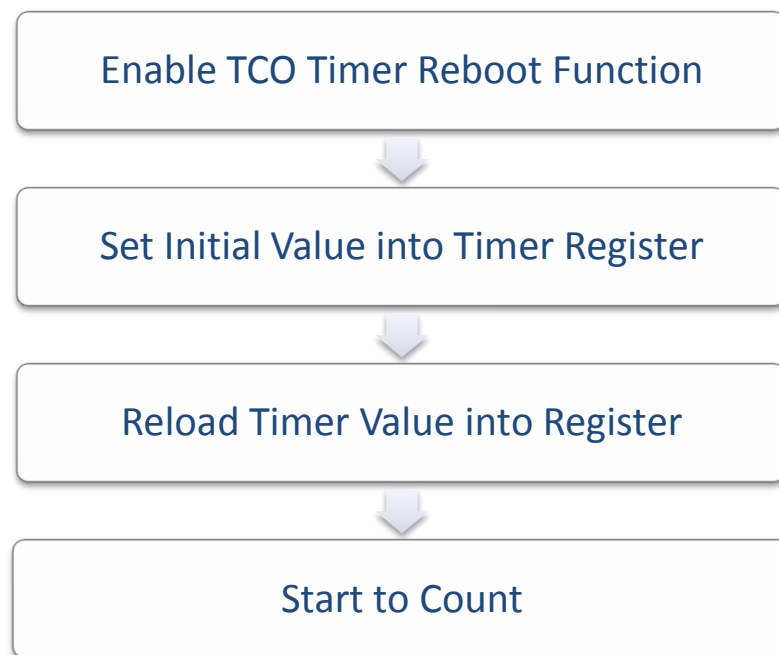 Enable TCO Timer Reboot Function
Set Initial Value into Timer Register
Reload Timer Value into Register
Start to Count